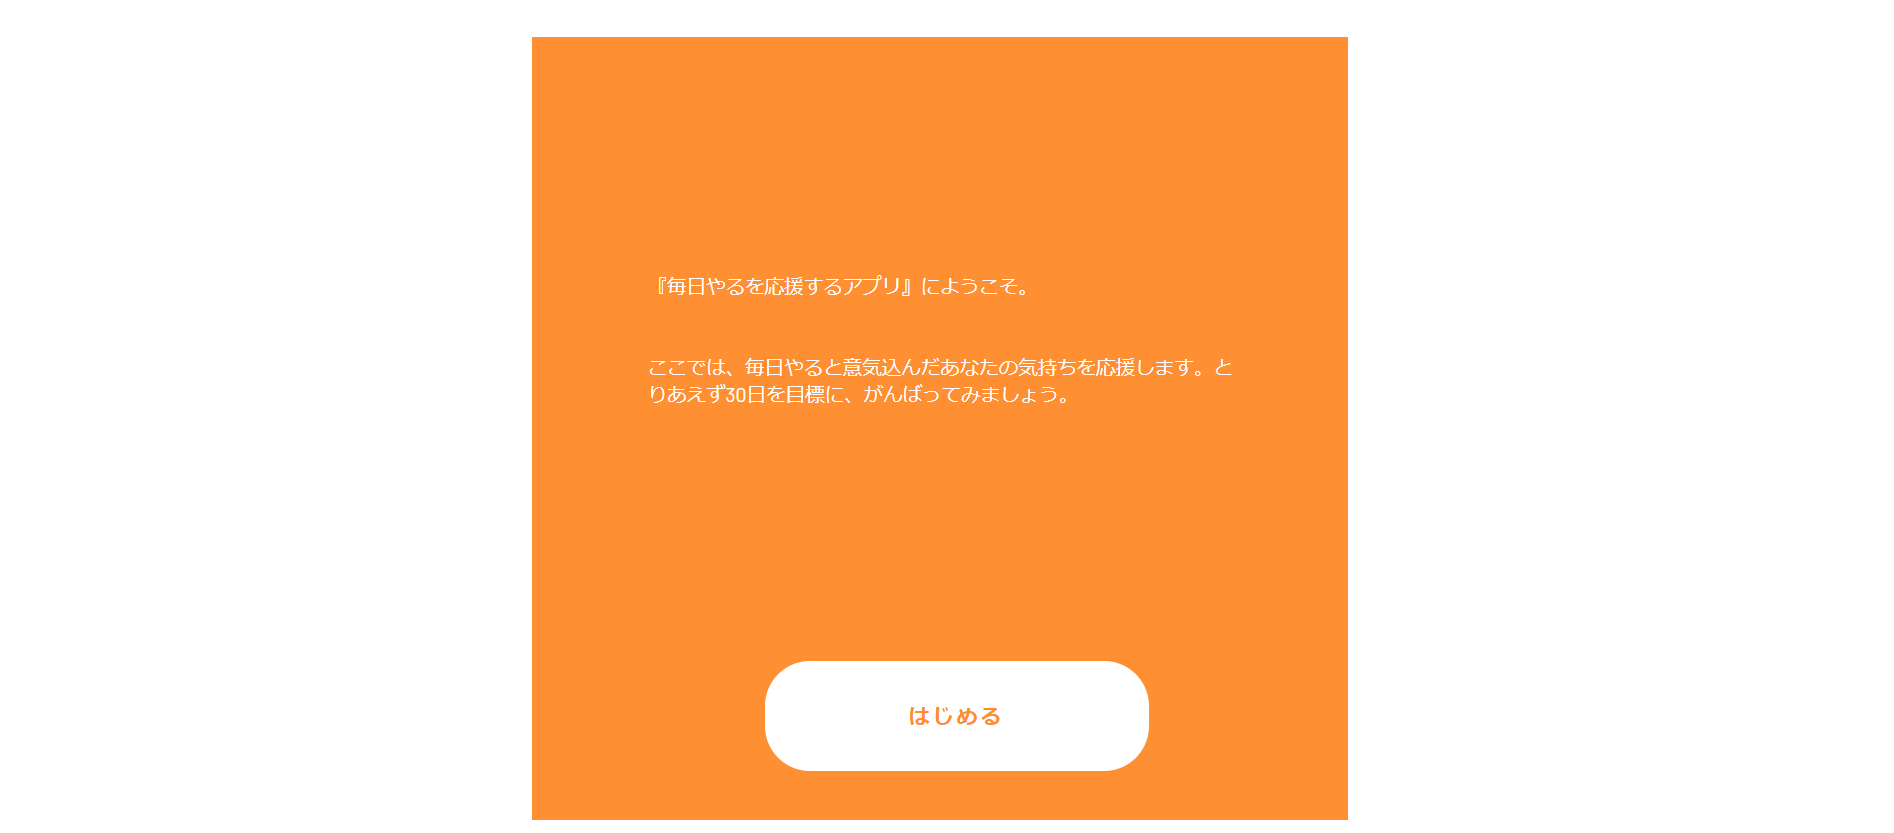 『毎日やるを応援するアプリ』にようこそ。
ここでは、毎日やると意気込んだあなたの気持ちを応援します。と
りあえず30日を目標に、がんばってみましょう。
はじめる